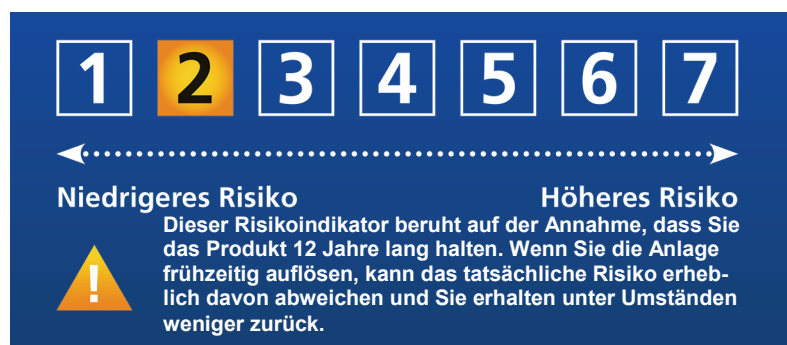 1 2 3 4 5 6 7
Niedrigeres Risiko Höheres Risiko
Dieser Risikoindikator beruht auf der Annahme, dass Sie
das Produkt 12 Jahre lang halten. Wenn Sie die Anlage
frühzeitig auflösen, kann das tatsächliche Risiko erheb-
lich davon abweichen und Sie erhalten unter Umständen
weniger zurück.